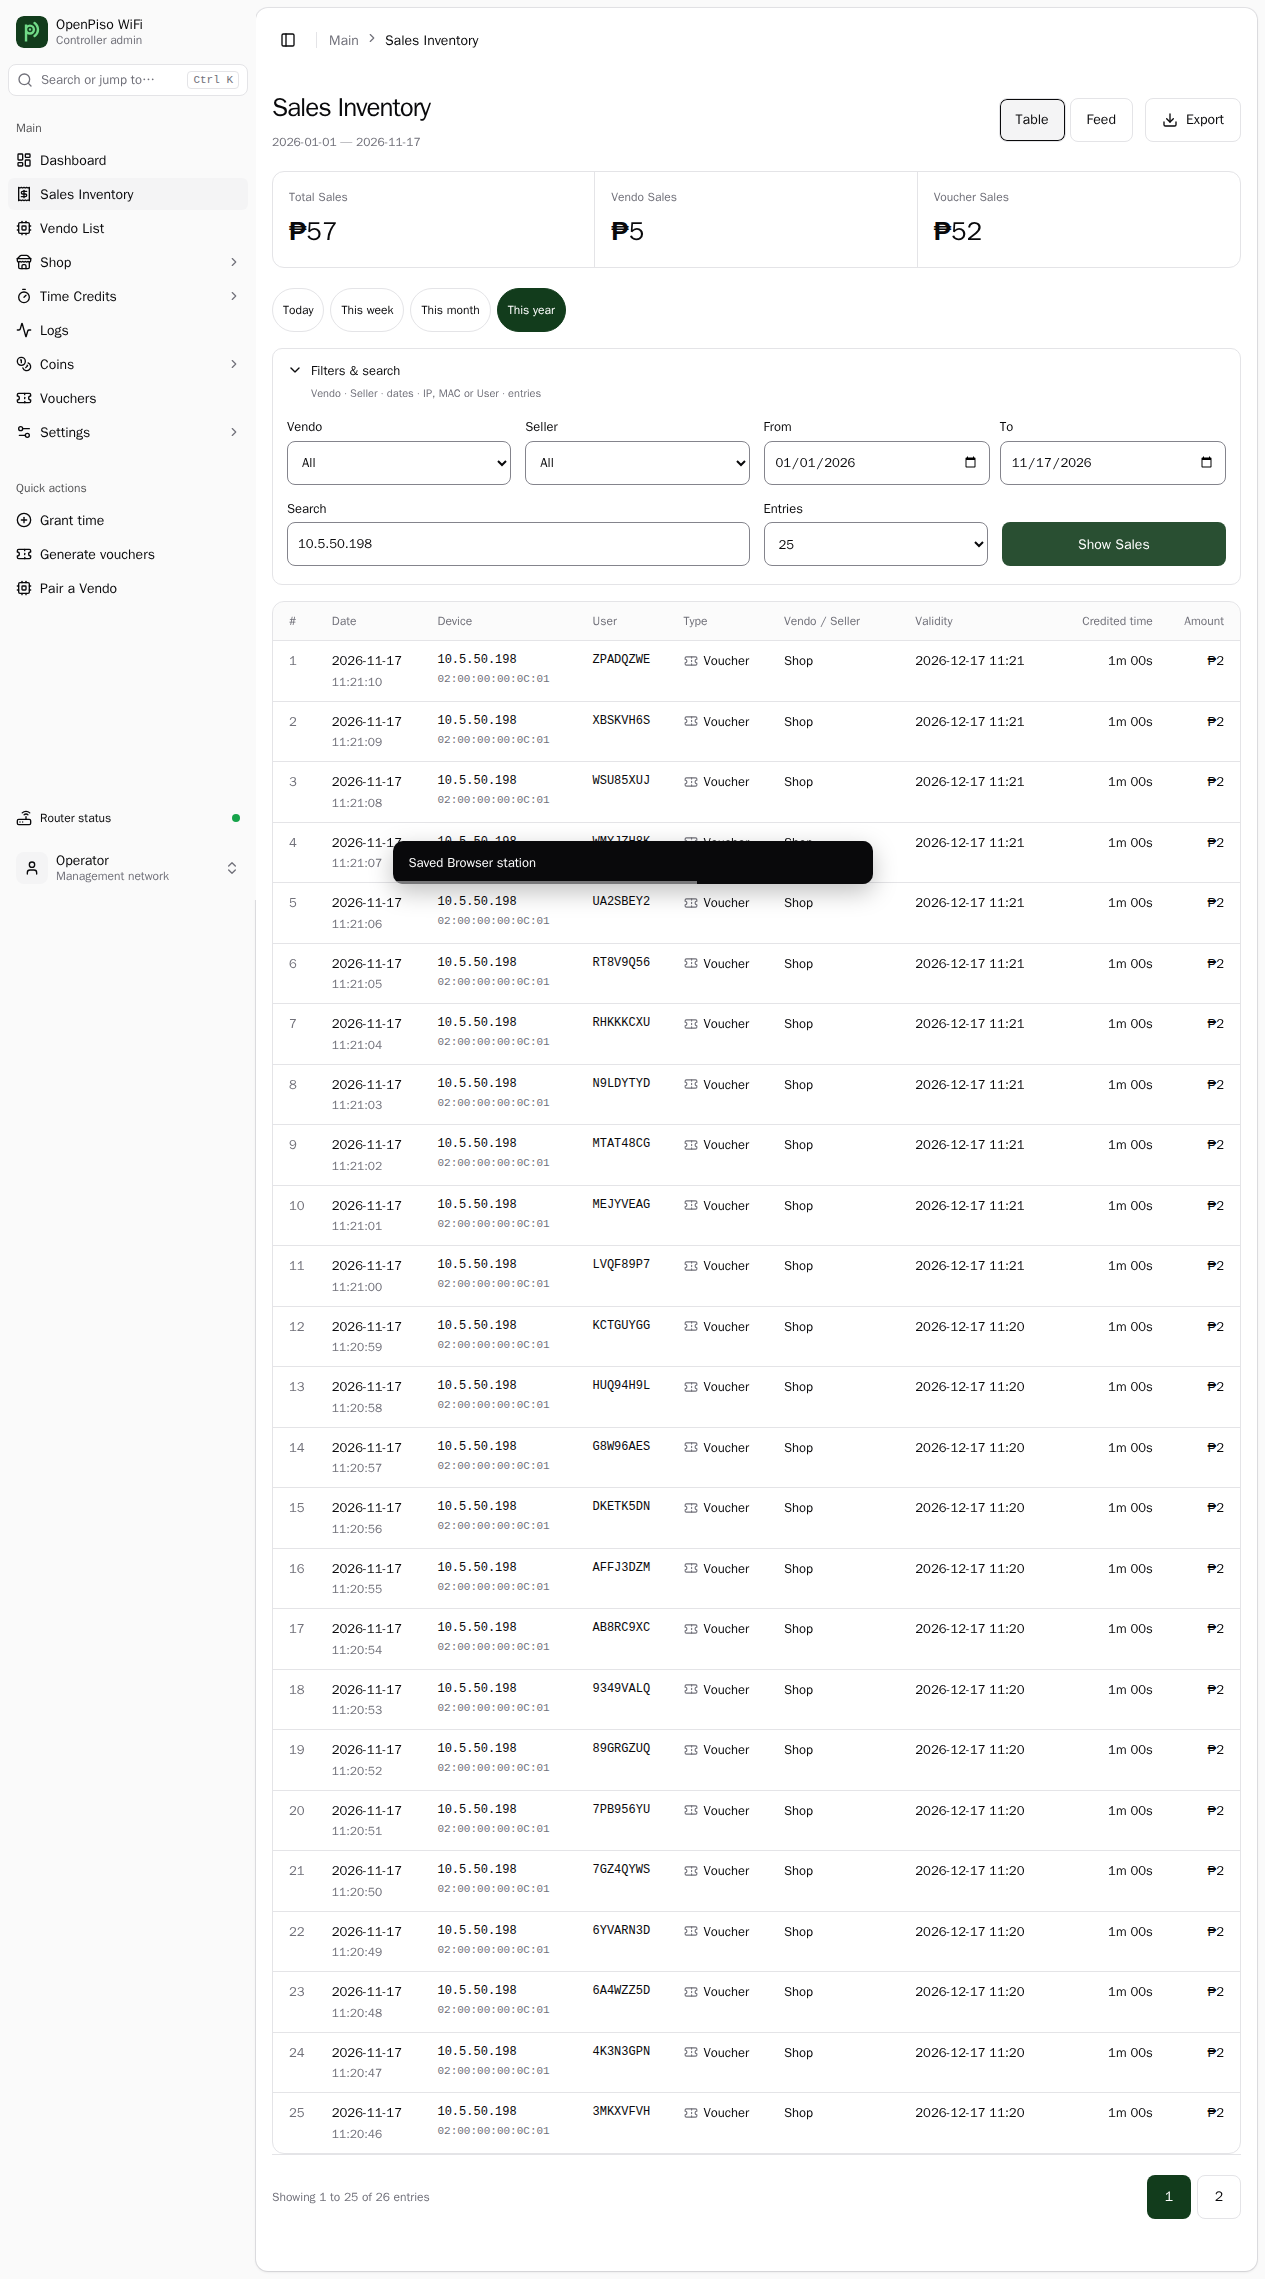 OpenPiso WiFi
Controller admin
Search or jump to··· Ctrl K
Main
Dashboard
Sales Inventory
Vendo List
Shop
Time Credits
Logs
Coins
Vouchers
Settings
Quick actions
Grant time
Generate vouchers
Pair a Vendo
Router status
Operator
Management network
Main > Sales Inventory
Sales Inventory
2026-01-01 — 2026-11-17
Table Feed Export
Total Sales Vendo Sales Voucher Sales
₱57 ₱5 ₱52
Today This week This month This year
Filters & search
Vendo · Seller · dates · IP, MAC or User · entries
Vendo Seller From To
All All 01/01/2026 11/17/2026
Search Entries
10.5.50.198 25 Show Sales
# Date Device User Type Vendo / Seller Validity Credited time Amount
1 2026-11-17 10.5.50.198 ZPADQZWE Voucher Shop 2026-12-17 11:21 1m 00s ₱2
11:21:10 02:00:00:00:0C:01
2 2026-11-17 10.5.50.198 XBSKVH6S Voucher Shop 2026-12-17 11:21 1m 00s ₱2
11:21:09 02:00:00:00:0C:01
3 2026-11-17 10.5.50.198 WSU85XUJ Voucher Shop 2026-12-17 11:21 1m 00s ₱2
11:21:08 02:00:00:00:0C:01
4 2026-11-17 10.5.50.198 Voucher Shop 2026-12-17 11:21 1m 00s ₱2
11:21:07
Saved Browser station
5 2026-11-17 10.5.50.198 UA2SBEY2 Voucher Shop 2026-12-17 11:21 1m 00s ₱2
11:21:06 02:00:00:00:0C:01
6 2026-11-17 10.5.50.198 RT8V9Q56 Voucher Shop 2026-12-17 11:21 1m 00s ₱2
11:21:05 02:00:00:00:0C:01
7 2026-11-17 10.5.50.198 RHKKKCXU Voucher Shop 2026-12-17 11:21 1m 00s ₱2
11:21:04 02:00:00:00:0C:01
8 2026-11-17 10.5.50.198 N9LDYTYD Voucher Shop 2026-12-17 11:21 1m 00s ₱2
11:21:03 02:00:00:00:0C:01
9 2026-11-17 10.5.50.198 MTAT48CG Voucher Shop 2026-12-17 11:21 1m 00s ₱2
11:21:02 02:00:00:00:0C:01
10 2026-11-17 10.5.50.198 MEJYVEAG Voucher Shop 2026-12-17 11:21 1m 00s ₱2
11:21:01 02:00:00:00:0C:01
11 2026-11-17 10.5.50.198 LVQF89P7 Voucher Shop 2026-12-17 11:21 1m 00s ₱2
11:21:00 02:00:00:00:0C:01
12 2026-11-17 10.5.50.198 KCTGUYGG Voucher Shop 2026-12-17 11:20 1m 00s ₱2
11:20:59 02:00:00:00:0C:01
13 2026-11-17 10.5.50.198 HUQ94H9L Voucher Shop 2026-12-17 11:20 1m 00s ₱2
11:20:58 02:00:00:00:0C:01
14 2026-11-17 10.5.50.198 G8W96AES Voucher Shop 2026-12-17 11:20 1m 00s ₱2
11:20:57 02:00:00:00:0C:01
15 2026-11-17 10.5.50.198 DKETK5DN Voucher Shop 2026-12-17 11:20 1m 00s ₱2
11:20:56 02:00:00:00:0C:01
16 2026-11-17 10.5.50.198 AFFJ3DZM Voucher Shop 2026-12-17 11:20 1m 00s ₱2
11:20:55 02:00:00:00:0C:01
17 2026-11-17 10.5.50.198 AB8RC9XC Voucher Shop 2026-12-17 11:20 1m 00s ₱2
11:20:54 02:00:00:00:0C:01
18 2026-11-17 10.5.50.198 9349VALQ Voucher Shop 2026-12-17 11:20 1m 00s ₱2
11:20:53 02:00:00:00:0C:01
19 2026-11-17 10.5.50.198 89GRGZUQ Voucher Shop 2026-12-17 11:20 1m 00s ₱2
11:20:52 02:00:00:00:0C:01
20 2026-11-17 10.5.50.198 7PB956YU Voucher Shop 2026-12-17 11:20 1m 00s ₱2
11:20:51 02:00:00:00:0C:01
21 2026-11-17 10.5.50.198 7GZ4QYWS Voucher Shop 2026-12-17 11:20 1m 00s ₱2
11:20:50 02:00:00:00:0C:01
22 2026-11-17 10.5.50.198 6YVARN3D Voucher Shop 2026-12-17 11:20 1m 00s ₱2
11:20:49 02:00:00:00:0C:01
23 2026-11-17 10.5.50.198 6A4WZZ5D Voucher Shop 2026-12-17 11:20 1m 00s ₱2
11:20:48 02:00:00:00:0C:01
24 2026-11-17 10.5.50.198 4K3N3GPN Voucher Shop 2026-12-17 11:20 1m 00s ₱2
11:20:47 02:00:00:00:0C:01
25 2026-11-17 10.5.50.198 3MKXVFVH Voucher Shop 2026-12-17 11:20 1m 00s ₱2
11:20:46 02:00:00:00:0C:01
Showing 1 to 25 of 26 entries 1 2